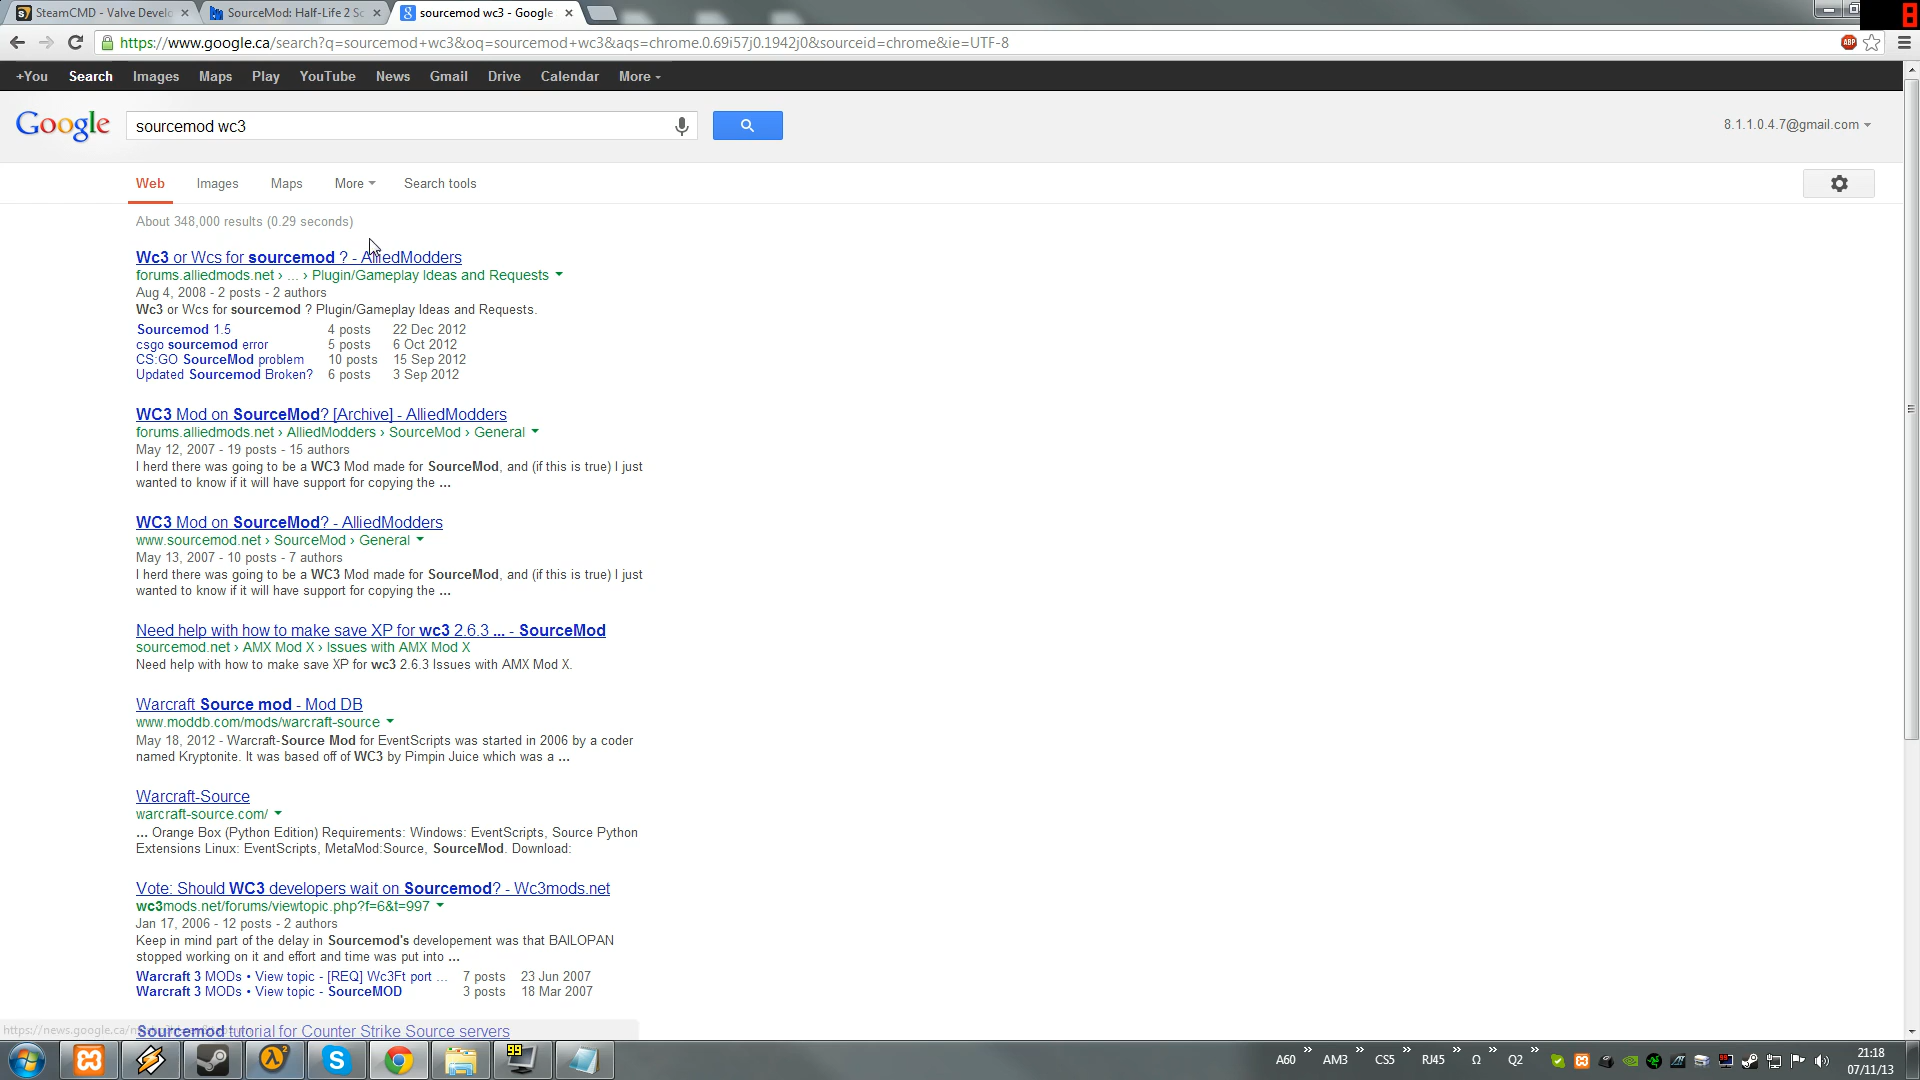 SteamCMD - Valve Develo
SourceMod: Half-Life 2 Sc
sourcemod wc3 - Google
8
https://www.google.ca/search?q=sourcemod+wc3&oq=sourcemod+wc3&aqs=chrome.0.69i57j0.1942j0&sourceid=chrome&ie=UTF-8
ABP
+You Search Images Maps Play YouTube News Gmail Drive Calendar More
Google
sourcemod wc3
8.1.1.0.4.7@gmail.com
Web Images Maps More Search tools
About 348,000 results (0.29 seconds)
Wc3 or Wcs for sourcemod ? - AlliedModders
forums.alliedmods.net › ... › Plugin/Gameplay Ideas and Requests
Aug 4, 2008 - 2 posts - 2 authors
Wc3 or Wcs for sourcemod ? Plugin/Gameplay Ideas and Requests.
Sourcemod 1.5 4 posts 22 Dec 2012
csgo sourcemod error 5 posts 6 Oct 2012
CS:GO SourceMod problem 10 posts 15 Sep 2012
Updated Sourcemod Broken? 6 posts 3 Sep 2012
WC3 Mod on SourceMod? [Archive] - AlliedModders
forums.alliedmods.net › AlliedModders › SourceMod › General
May 12, 2007 - 19 posts - 15 authors
I herd there was going to be a WC3 Mod made for SourceMod, and (if this is true) I just
wanted to know if it will have support for copying the ...
WC3 Mod on SourceMod? - AlliedModders
www.sourcemod.net › SourceMod › General
May 13, 2007 - 10 posts - 7 authors
I herd there was going to be a WC3 Mod made for SourceMod, and (if this is true) I just
wanted to know if it will have support for copying the ...
Need help with how to make save XP for wc3 2.6.3 ... - SourceMod
sourcemod.net › AMX Mod X › Issues with AMX Mod X
Need help with how to make save XP for wc3 2.6.3 Issues with AMX Mod X.
Warcraft Source mod - Mod DB
www.moddb.com/mods/warcraft-source
May 18, 2012 - Warcraft-Source Mod for EventScripts was started in 2006 by a coder
named Kryptonite. It was based off of WC3 by Pimpin Juice which was a ...
Warcraft-Source
warcraft-source.com/
... Orange Box (Python Edition) Requirements: Windows: EventScripts, Source Python
Extensions Linux: EventScripts, MetaMod:Source, SourceMod. Download:
Vote: Should WC3 developers wait on Sourcemod? - Wc3mods.net
wc3mods.net/forums/viewtopic.php?f=6&t=997
Jan 17, 2006 - 12 posts - 2 authors
Keep in mind part of the delay in Sourcemod's developement was that BAILOPAN
stopped working on it and effort and time was put into ...
Warcraft 3 MODs • View topic - [REQ] Wc3Ft port ... 7 posts 23 Jun 2007
Warcraft 3 MODs • View topic - SourceMOD 3 posts 18 Mar 2007
Sourcemod tutorial for Counter Strike Source servers
https://news.google.ca/
99
A60 » AM3 » CS5 » RJ45 » Ω » Q2 »
21:18
07/11/13